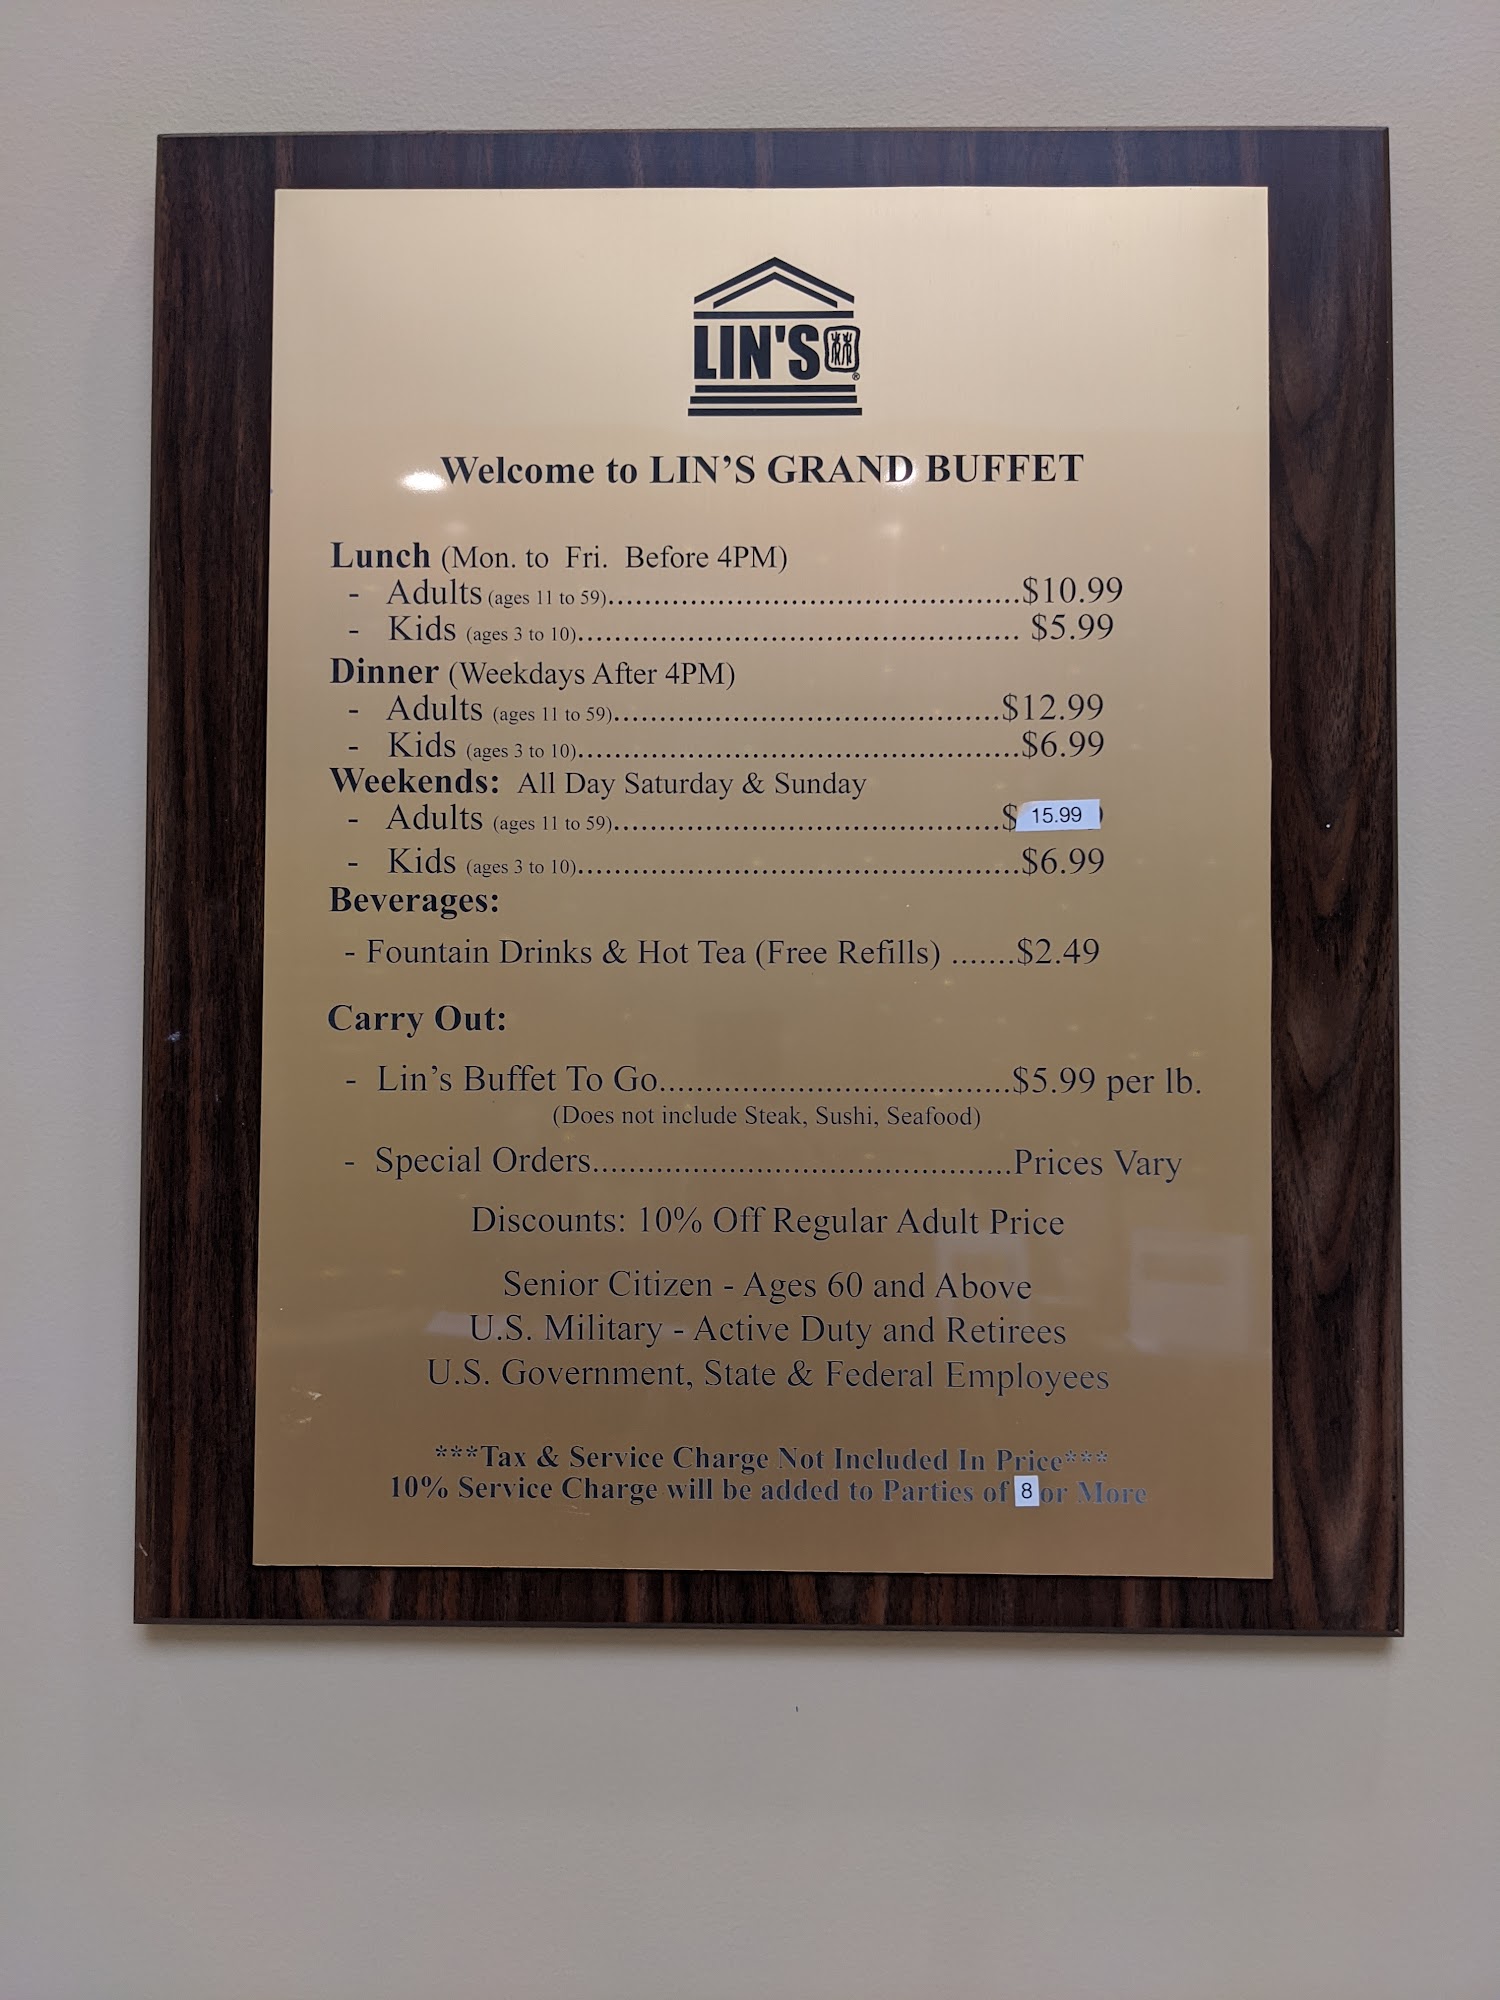 LIN'S林®
Welcome to LIN'S GRAND BUFFET
Lunch (Mon. to Fri. Before 4PM)
- Adults (ages 11 to 59)..............................................$10.99
- Kids (ages 3 to 10)................................................. $5.99
Dinner (Weekdays After 4PM)
- Adults (ages 11 to 59)...........................................$12.99
- Kids (ages 3 to 10).................................................$6.99
Weekends: All Day Saturday & Sunday
- Adults (ages 11 to 59)...........................................$ 15.99
- Kids (ages 3 to 10).................................................$6.99
Beverages:
- Fountain Drinks & Hot Tea (Free Refills) .......$2.49
Carry Out:
- Lin's Buffet To Go.......................................$5.99 per lb.
(Does not include Steak, Sushi, Seafood)
- Special Orders...............................................Prices Vary
Discounts: 10% Off Regular Adult Price
Senior Citizen - Ages 60 and Above
U.S. Military - Active Duty and Retirees
U.S. Government, State & Federal Employees
***Tax & Service Charge Not Included In Price***
10% Service Charge will be added to Parties of 8 or More